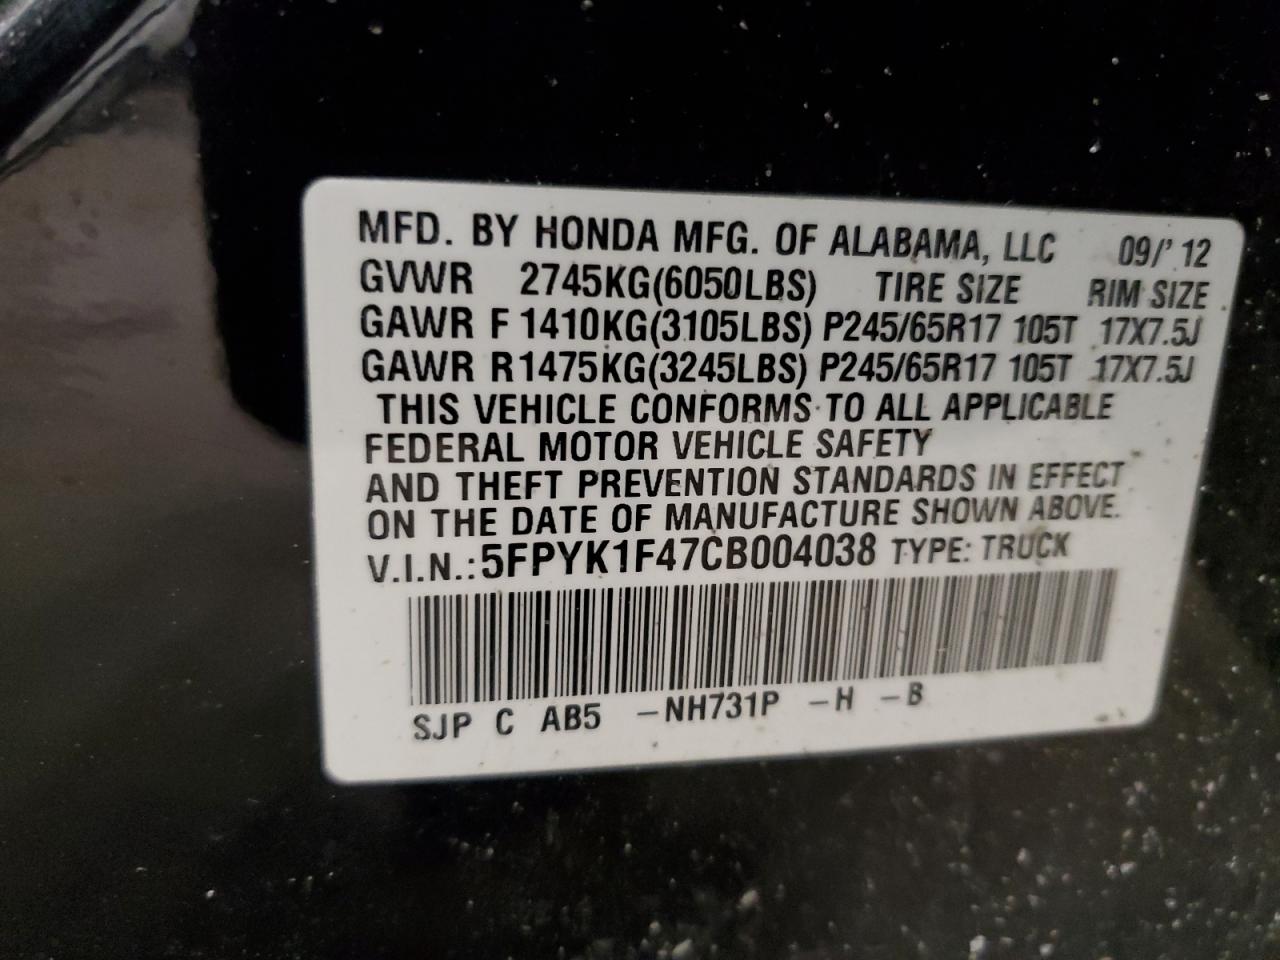 MFD. BY HONDA MFG. OF ALABAMA, LLC 09/' 12
GVWR 2745KG(6050LBS) TIRE SIZE RIM SIZE
GAWR F 1410KG(3105LBS) P245/65R17 105T 17X7.5J
GAWR R 1475KG(3245LBS) P245/65R17 105T 17X7.5J
THIS VEHICLE CONFORMS TO ALL APPLICABLE
FEDERAL MOTOR VEHICLE SAFETY
AND THEFT PREVENTION STANDARDS IN EFFECT
ON THE DATE OF MANUFACTURE SHOWN ABOVE.
V.I.N.: 5FPYK1F47CB004038 TYPE: TRUCK
SJP C AB5 –NH731P –H –B